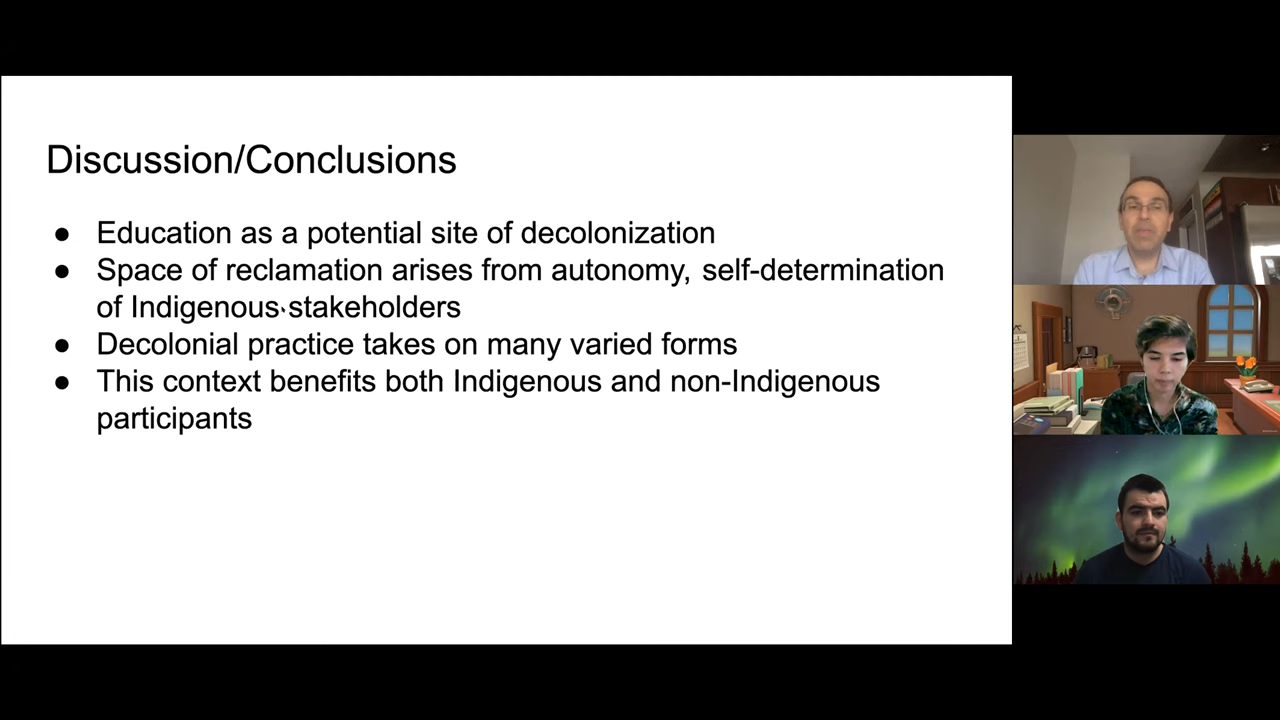 Discussion/Conclusions
● Education as a potential site of decolonization
● Space of reclamation arises from autonomy, self-determination
of Indigenous stakeholders
● Decolonial practice takes on many varied forms
● This context benefits both Indigenous and non-Indigenous
participants